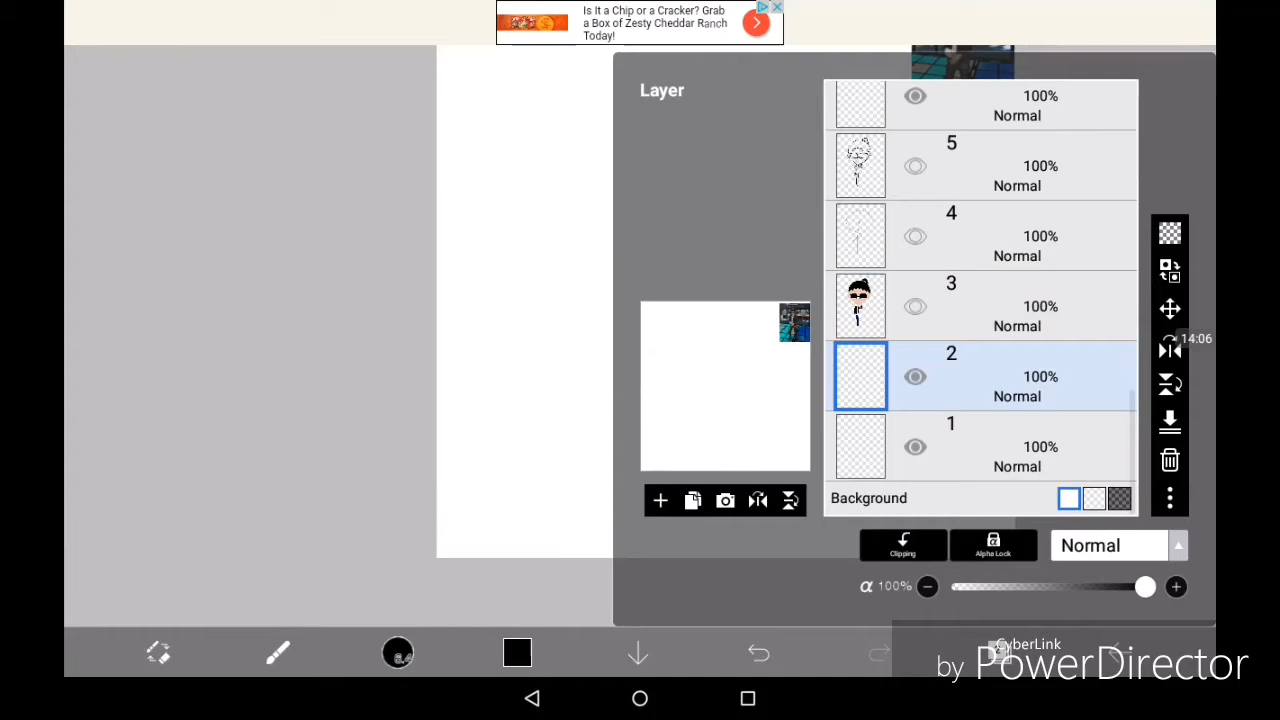 Is It a Chip or a Cracker? Grab
a Box of Zesty Cheddar Ranch
Today!
Layer
100%
Normal
5
100%
Normal
4
100%
Normal
3
100%
Normal
2
100%
Normal
1
100%
Normal
Background
14:06
Clipping
Alpha Lock
Normal
α 100%
6.4
CyberLink
by PowerDirector